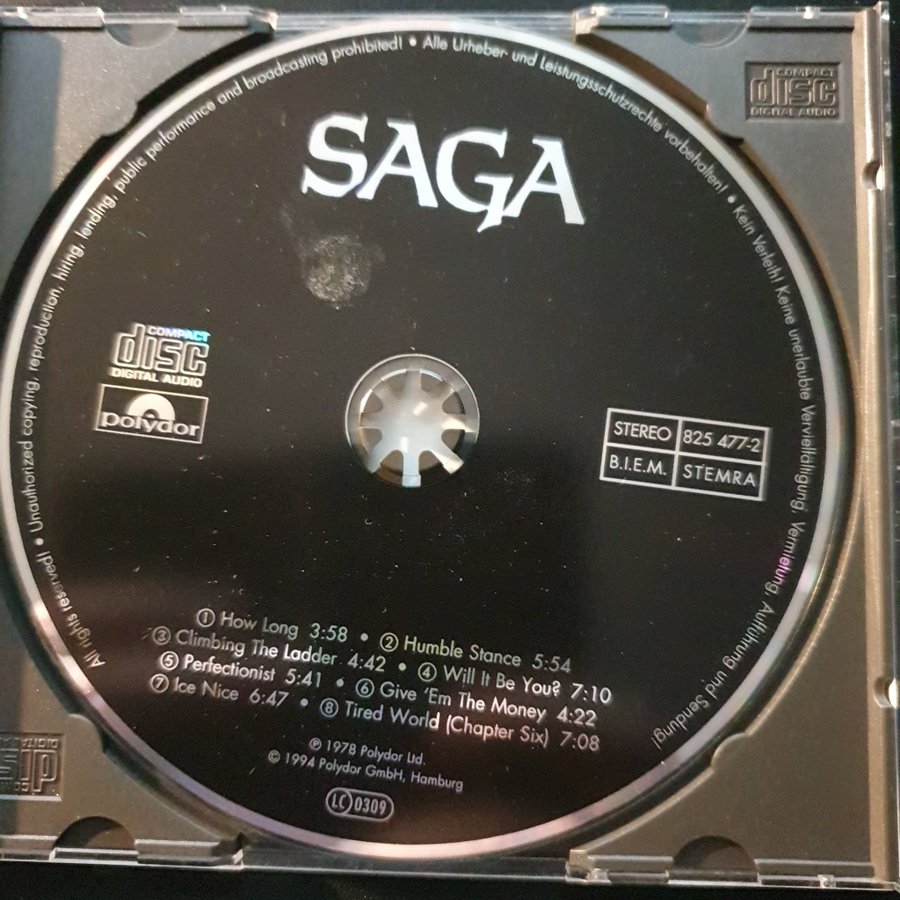 All rights reserved! • Unauthorized copying, reproduction, hiring, lending, public performance and broadcasting prohibited! • Alle Urheber- und Leistungsschutzrechte vorbehalten! • Kein Verleih! Keine unerlaubte Vervielfältigung, Vermietung, Aufführung und Sendung!
COMPACT
disc
DIGITAL AUDIO
SAGA
COMPACT
disc
DIGITAL AUDIO
polydor
STEREO 825 477-2
B.I.E.M. STEMRA
① How Long 3:58 • ② Humble Stance 5:54
③ Climbing The Ladder 4:42 • ④ Will It Be You? 7:10
⑤ Perfectionist 5:41 • ⑥ Give 'Em The Money 4:22
⑦ Ice Nice 6:47 • ⑧ Tired World (Chapter Six) 7:08
℗ 1978 Polydor Ltd.
© 1994 Polydor GmbH, Hamburg
LC 0309